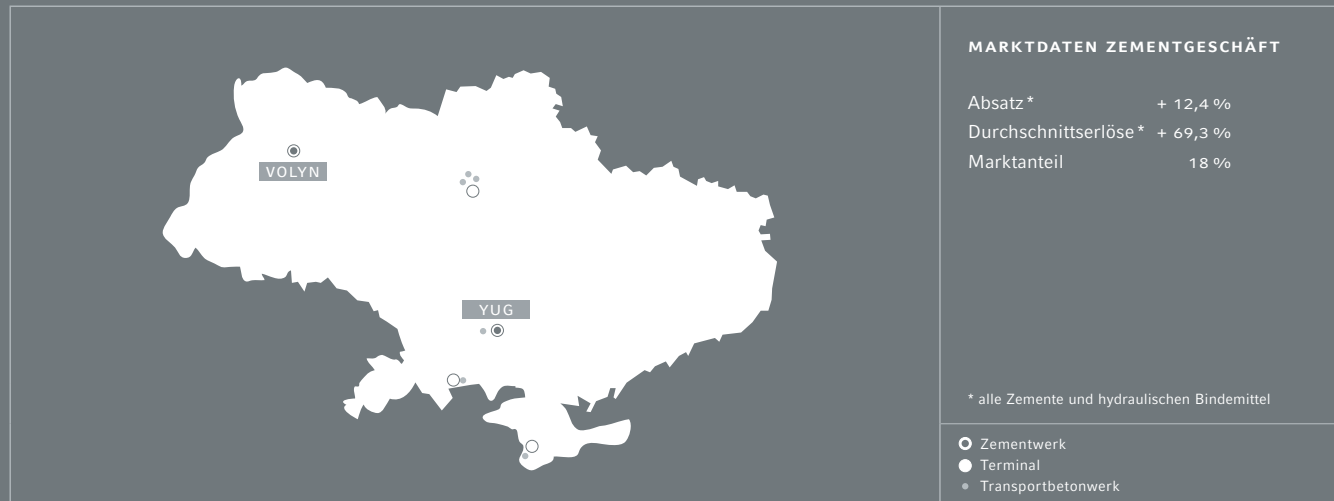 VOLYN
YUG
MARKTDATEN ZEMENTGESCHÄFT
Absatz * + 12,4 %
Durchschnittserlöse * + 69,3 %
Marktanteil 18 %
* alle Zemente und hydraulischen Bindemittel
Zementwerk
Terminal
Transportbetonwerk